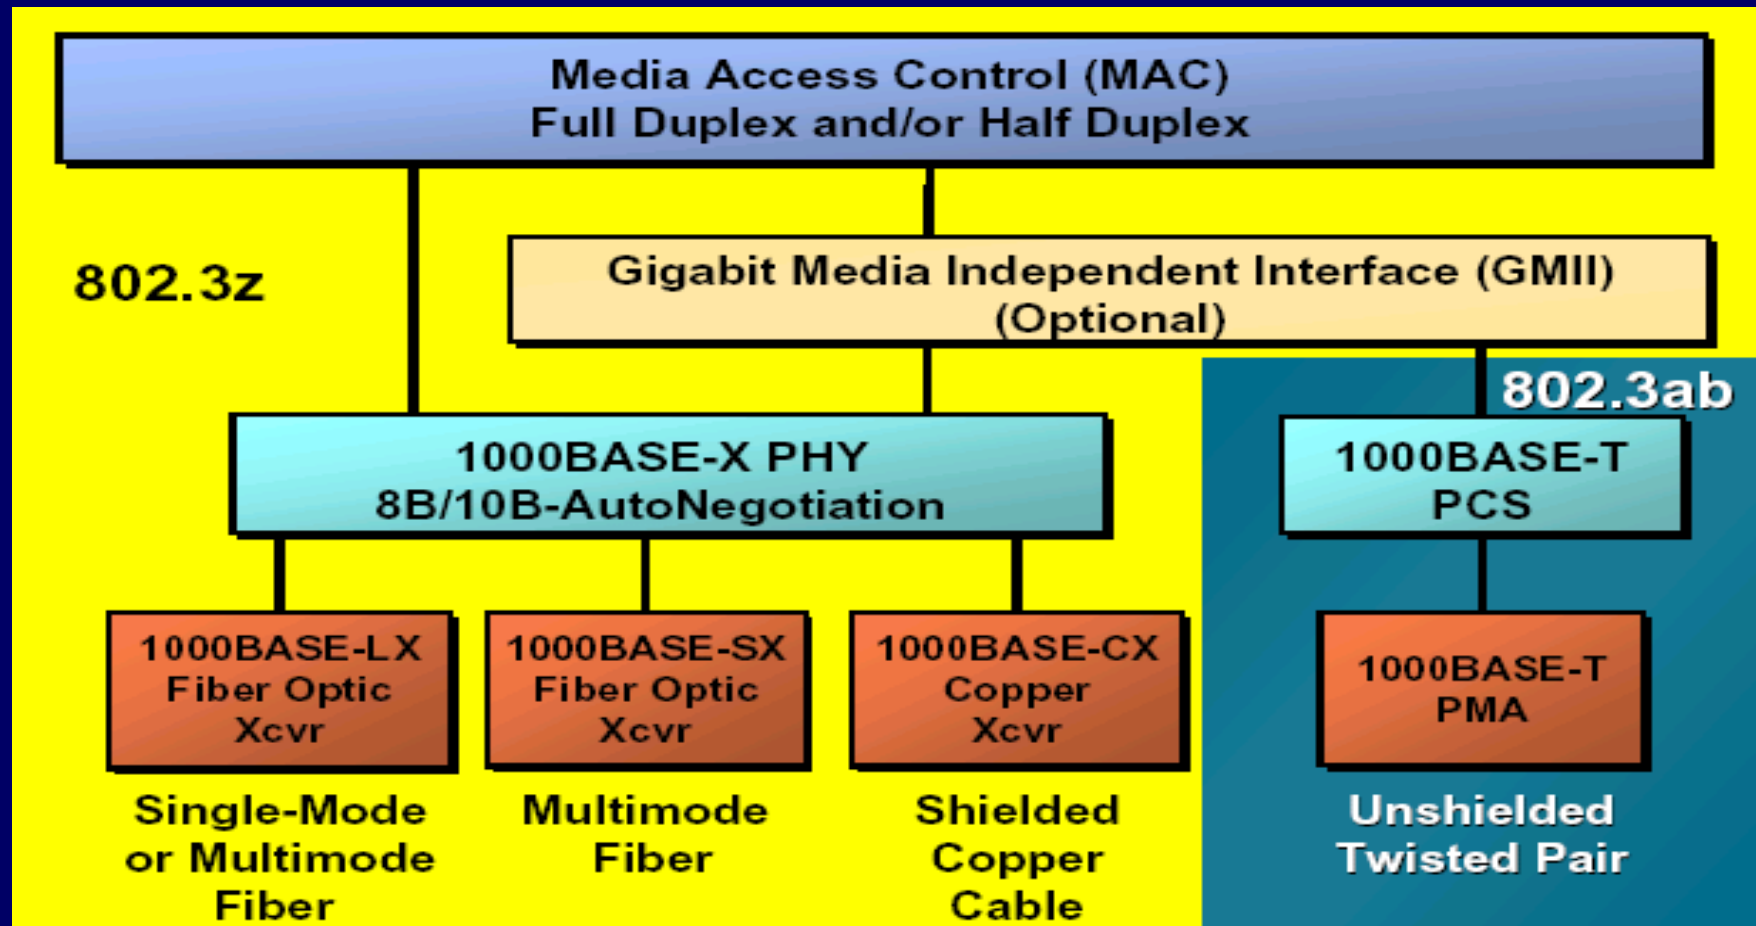 Media Access Control (MAC)
Full Duplex and/or Half Duplex
802.3z
Gigabit Media Independent Interface (GMII)
(Optional)
802.3ab
1000BASE-X PHY
8B/10B-AutoNegotiation
1000BASE-T
PCS
1000BASE-LX
Fiber Optic
Xcvr
1000BASE-SX
Fiber Optic
Xcvr
1000BASE-CX
Copper
Xcvr
1000BASE-T
PMA
Single-Mode
or Multimode
Fiber
Multimode
Fiber
Shielded
Copper
Cable
Unshielded
Twisted Pair